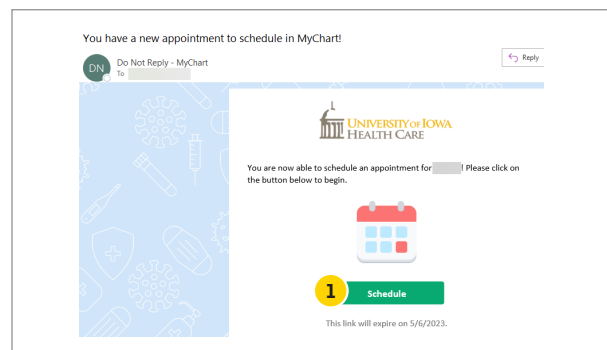 You have a new appointment to schedule in MyChart!
DN
Do Not Reply - MyChart
To
Reply
UNIVERSITY OF IOWA
HEALTH CARE
You are now able to schedule an appointment for ! Please click on
the button below to begin.
1
Schedule
This link will expire on 5/6/2023.